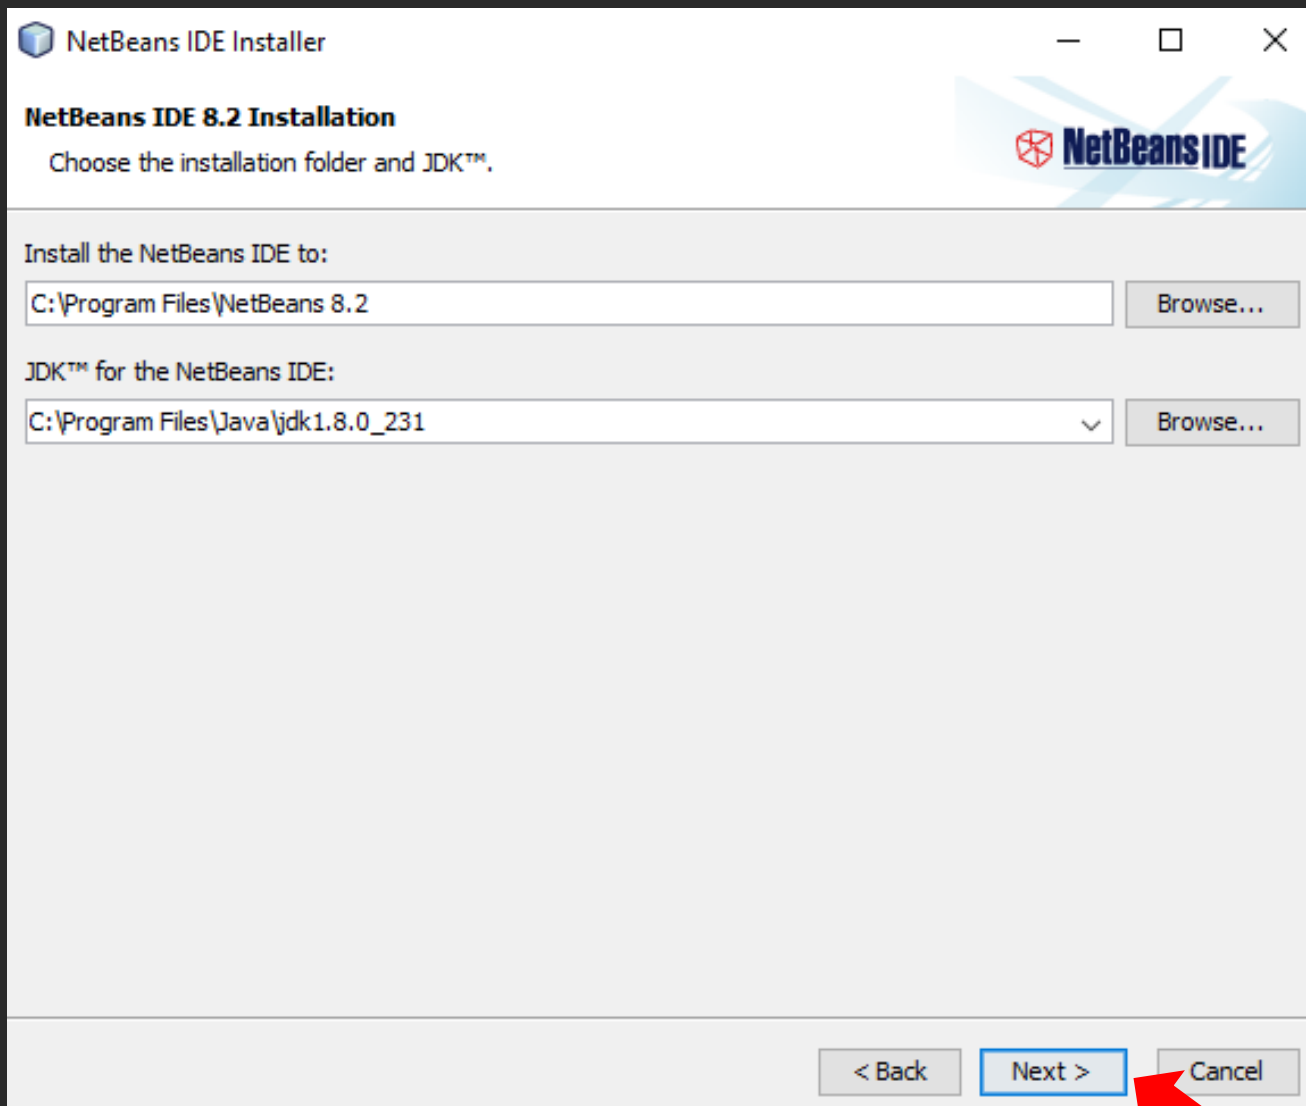 NetBeans IDE Installer
NetBeans IDE 8.2 Installation
Choose the installation folder and JDK™.
NetBeans IDE
Install the NetBeans IDE to:
C:\Program Files\NetBeans 8.2
Browse...
JDK™ for the NetBeans IDE:
C:\Program Files\Java\jdk1.8.0_231
Browse...
< Back
Next >
Cancel